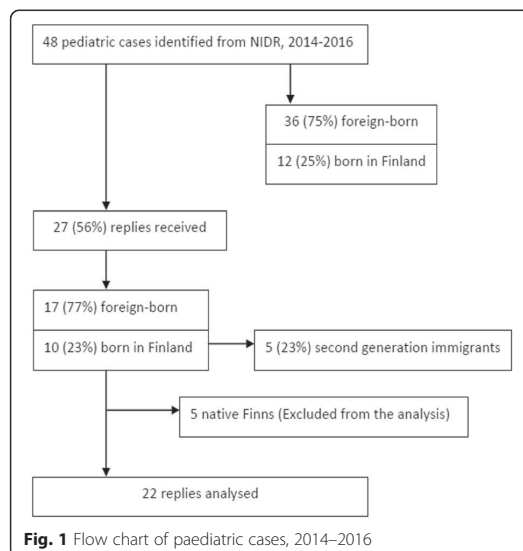 48 pediatric cases identified from NIDR, 2014-2016
36 (75%) foreign-born
12 (25%) born in Finland
27 (56%) replies received
17 (77%) foreign-born
10 (23%) born in Finland
5 (23%) second generation immigrants
5 native Finns (Excluded from the analysis)
22 replies analysed
Fig. 1 Flow chart of paediatric cases, 2014–2016